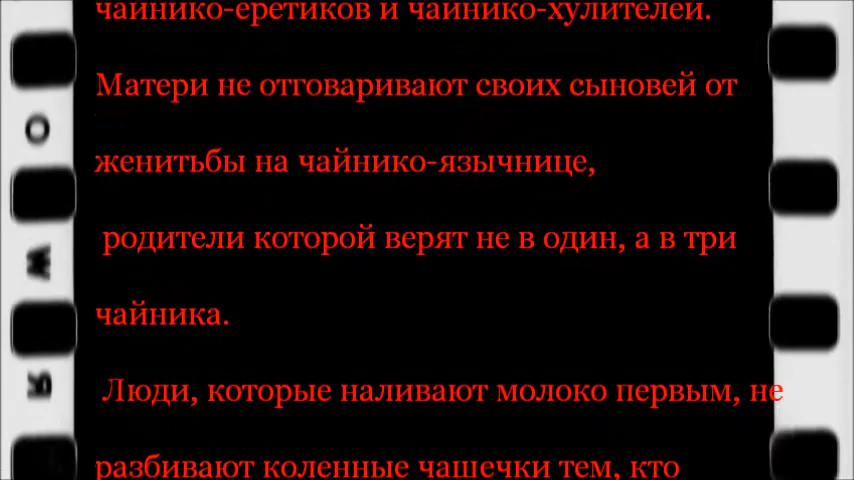 чайнико-еретиков и чайнико-хулителей.
Матери не отговаривают своих сыновей от
женитьбы на чайнико-язычнице,
родители которой верят не в один, а в три
чайника.
Люди, которые наливают молоко первым, не
разбивают коленные чашечки тем, кто